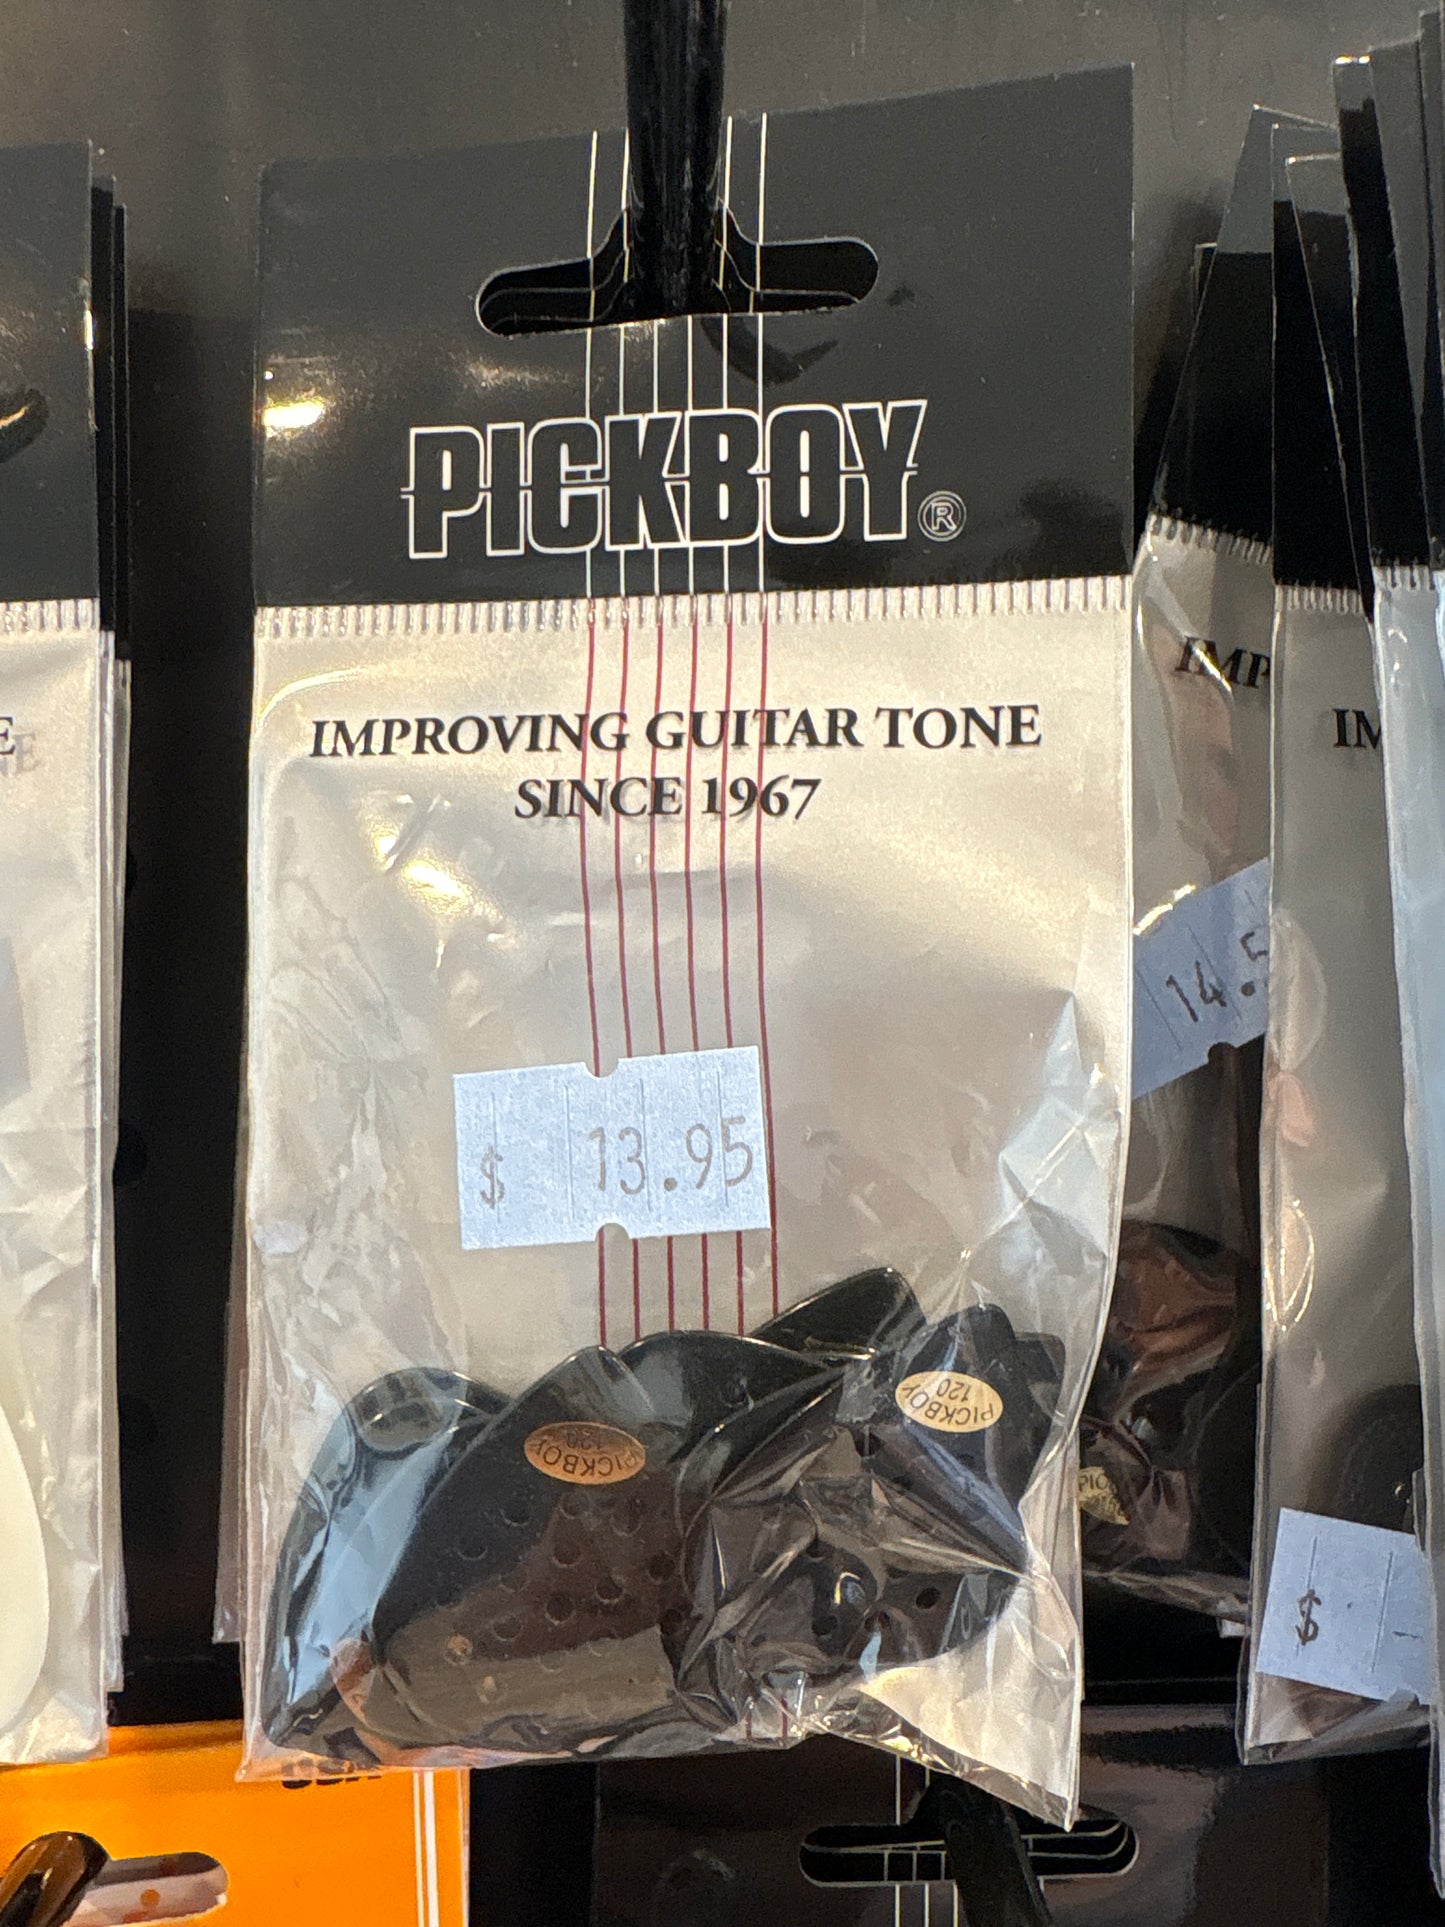 PICKBOY®
IMPROVING GUITAR TONE
SINCE 1967
$ 13.95
PICKBOY
120
PICKBOY
120
14.5
$